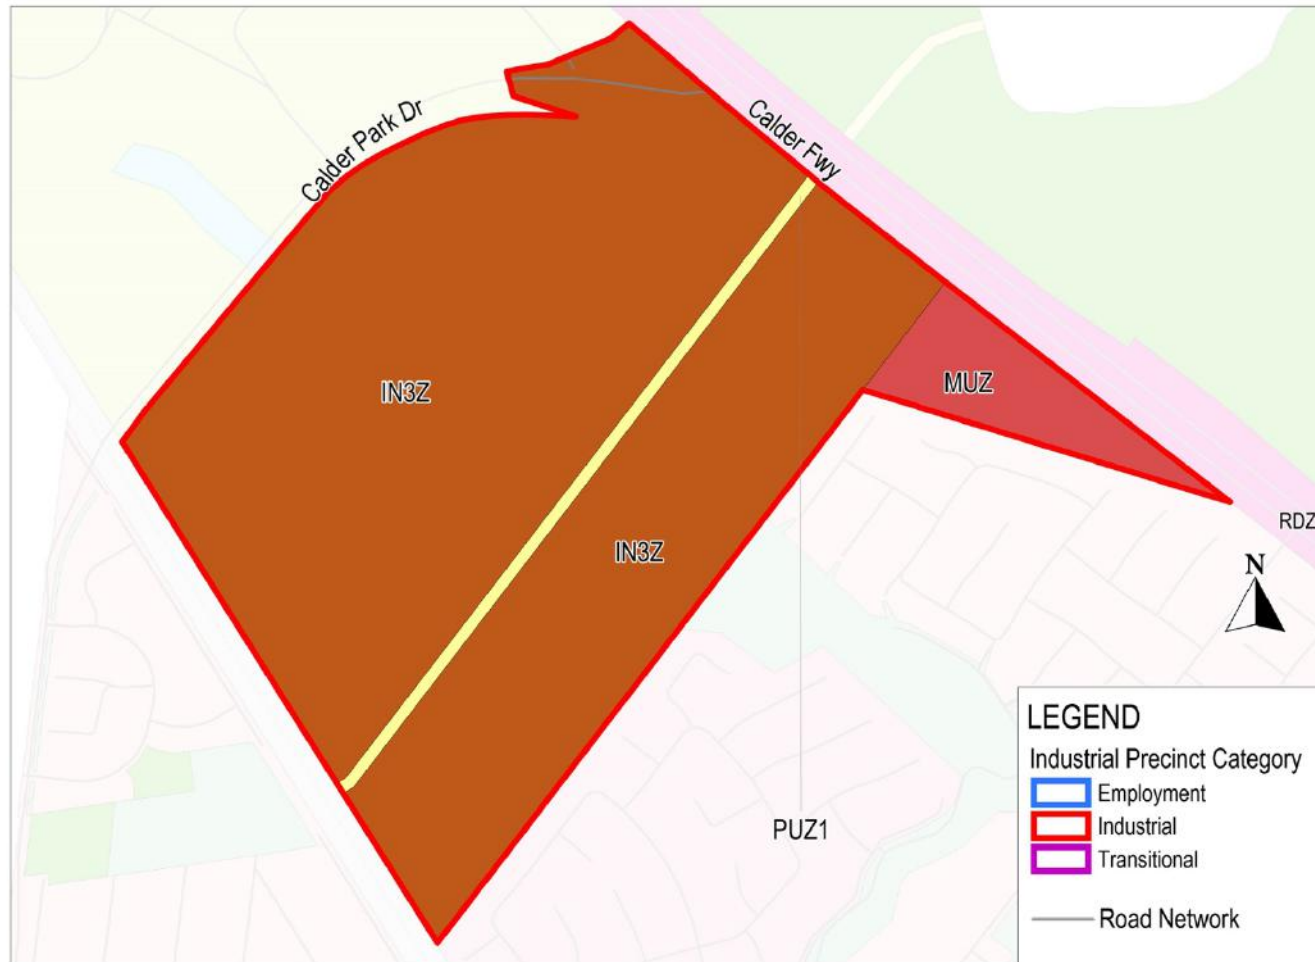 Calder Park Dr
Calder Fwy
IN3Z
MUZ
RDZ
IN3Z
N
PUZ1
LEGEND
Industrial Precinct Category
Employment
Industrial
Transitional
Road Network